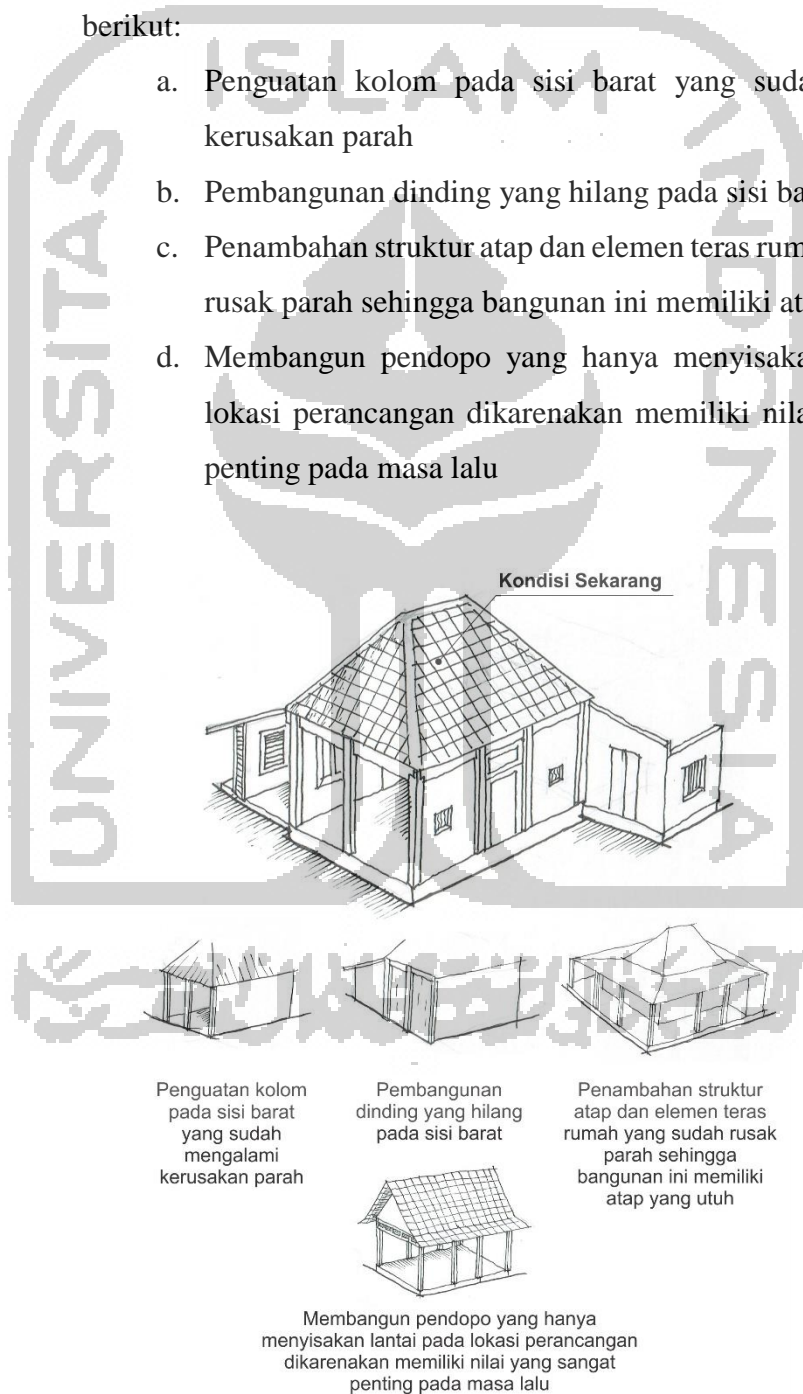 berikut:
a. Penguatan kolom pada sisi barat yang suda
kerusakan parah
b. Pembangunan dinding yang hilang pada sisi ba
c. Penambahan struktur atap dan elemen teras rum
rusak parah sehingga bangunan ini memiliki at
d. Membangun pendopo yang hanya menyisaka
lokasi perancangan dikarenakan memiliki nila
penting pada masa lalu
ISLAM
UNIVERSITAS
INDONESIA
Kondisi Sekarang
Penguatan kolom
pada sisi barat
yang sudah
mengalami
kerusakan parah
Pembangunan
dinding yang hilang
pada sisi barat
Penambahan struktur
atap dan elemen teras
rumah yang sudah rusak
parah sehingga
bangunan ini memiliki
atap yang utuh
Membangun pendopo yang hanya
menyisakan lantai pada lokasi perancangan
dikarenakan memiliki nilai yang sangat
penting pada masa lalu